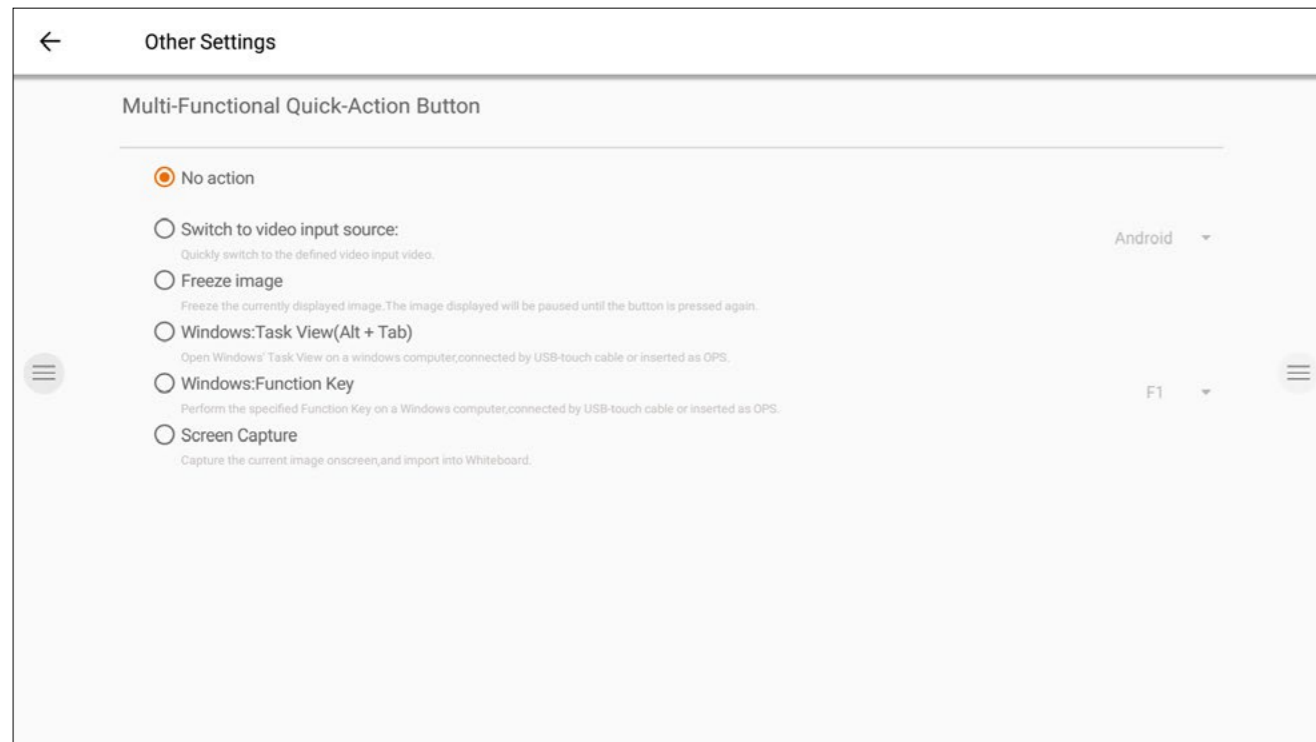 Other Settings
Multi-Functional Quick-Action Button
No action
Switch to video input source:
Android
Quickly switch to the defined video input video.
Freeze image
Freeze the currently displayed image.The image displayed will be paused until the button is pressed again.
Windows:Task View(Alt + Tab)
Open Windows' Task View on a windows computer,connected by USB-touch cable or inserted as OPS.
Windows:Function Key
F1
Perform the specified Function Key on a Windows computer,connected by USB-touch cable or inserted as OPS.
Screen Capture
Capture the current image onscreen,and import into Whiteboard.